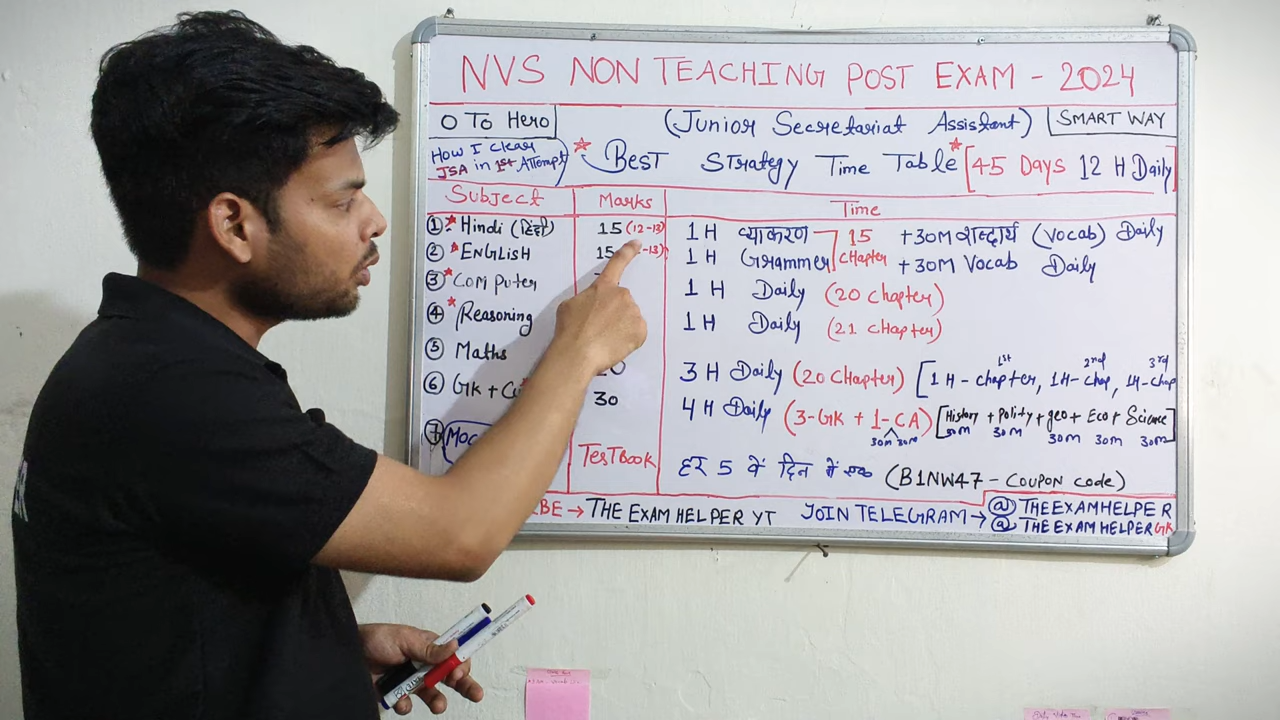 NVS NON TEACHING POST EXAM - 2024
0 To Hero
(Junior Secretariat Assistant)
SMART WAY
How I Clear
JSA in 1st Attempt)
Best Strategy Time Table [45 Days 12 H Daily]
Subject Marks Time
① Hindi (हिंदी) 15 (12-13) 1 H व्याकरण 15 +30M शब्दार्थ (Vocab) Daily
② ENGLISH 15 -13) 1 H Grammer chapter + 30M Vocab Daily
③ Computer 1 H Daily (20 chapter)
④ Reasoning 1 H Daily (21 chapter)
⑤ Maths 3 H Daily (20 chapter) [1H - chapter, 1H - chap, 1H - chap
1st 2nd 3rd
⑥ GK + 30 4 H Daily (3-GK + 1-CA) [History + Polity + geo + Eco + Science]
30M 30M 30M 30M 30M 30M 30M
⑦ TestBook हर 5 वें दिन में एक (B1NW47 - COUPON code)
THE EXAM HELPER YT JOIN TELEGRAM → @ THEEXAMHELPER
@ THE EXAM HELPER GK